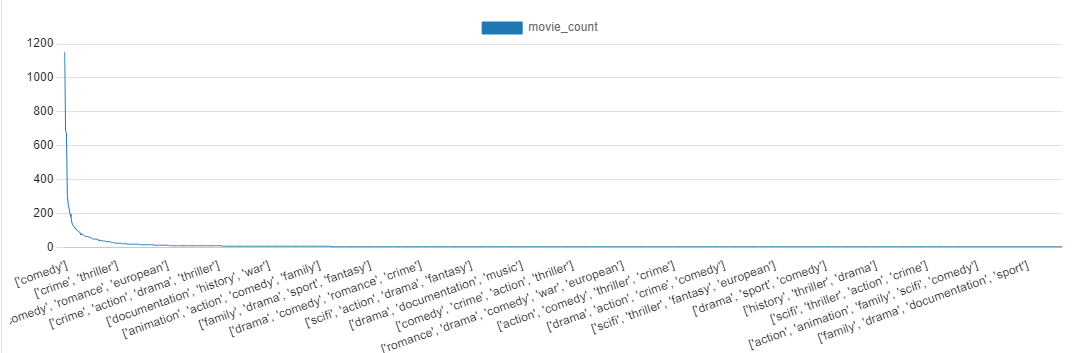 movie_count
1200
1000
800
600
400
200
0
['comedy']
['crime', 'thriller']
comedy', 'romance', 'european']
['crime', 'action', 'drama', 'thriller']
['documentation', 'history', 'war']
['animation', 'action', 'comedy', 'family']
['family', 'drama', 'sport', 'fantasy']
['drama', 'comedy', 'romance', 'crime']
['scifi', 'action', 'drama', 'fantasy']
['drama', 'documentation', 'music']
['comedy', 'crime', 'action', 'thriller']
['romance', 'drama', 'comedy', 'war', 'european']
['action', 'comedy', 'thriller', 'crime']
['drama', 'action', 'crime', 'comedy']
['scifi', 'thriller', 'fantasy', 'european']
['drama', 'sport', 'comedy']
['history', 'thriller', 'drama']
['scifi', 'thriller', 'action', 'crime']
['action', 'animation', 'family', 'scifi', 'comedy']
['family', 'drama', 'documentation', 'sport']